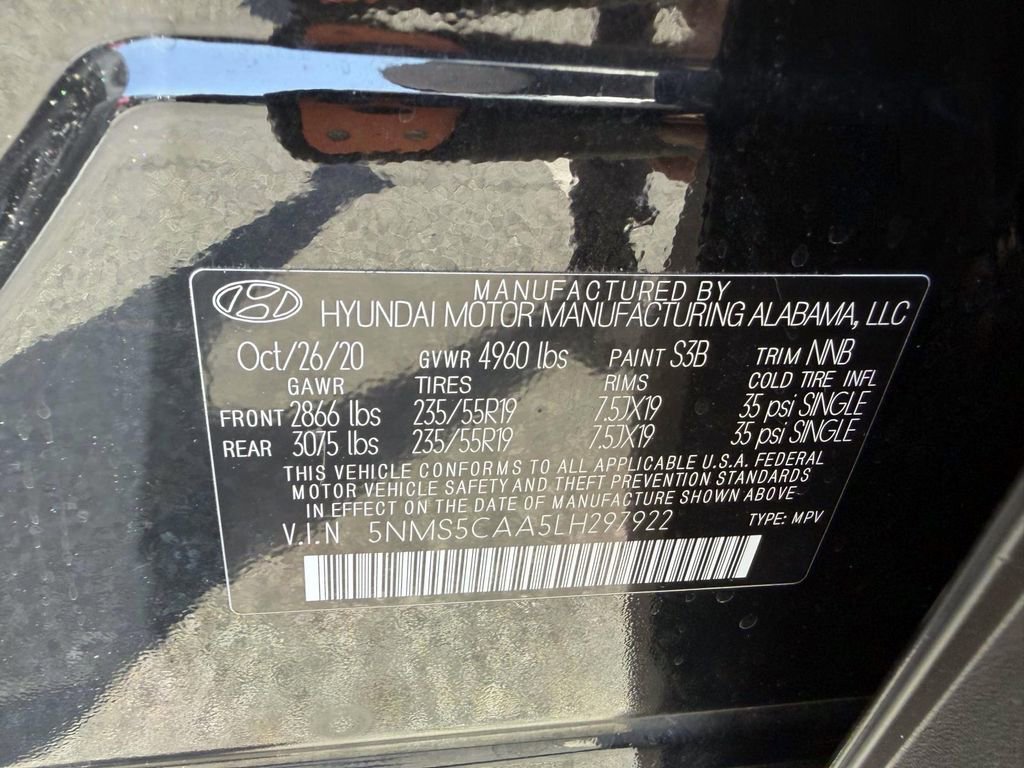 MANUFACTURED BY
HYUNDAI MOTOR MANUFACTURING ALABAMA, LLC
Oct/26/20 GVWR 4960 lbs PAINT S3B TRIM NNB
GAWR TIRES RIMS COLD TIRE INFL
FRONT 2866 lbs 235/55R19 7.5JX19 35 psi SINGLE
REAR 3075 lbs 235/55R19 7.5JX19 35 psi SINGLE
THIS VEHICLE CONFORMS TO ALL APPLICABLE U.S.A. FEDERAL
MOTOR VEHICLE SAFETY AND THEFT PREVENTION STANDARDS
IN EFFECT ON THE DATE OF MANUFACTURE SHOWN ABOVE
V.I.N 5NMS5CAA5LH297922 TYPE: MPV